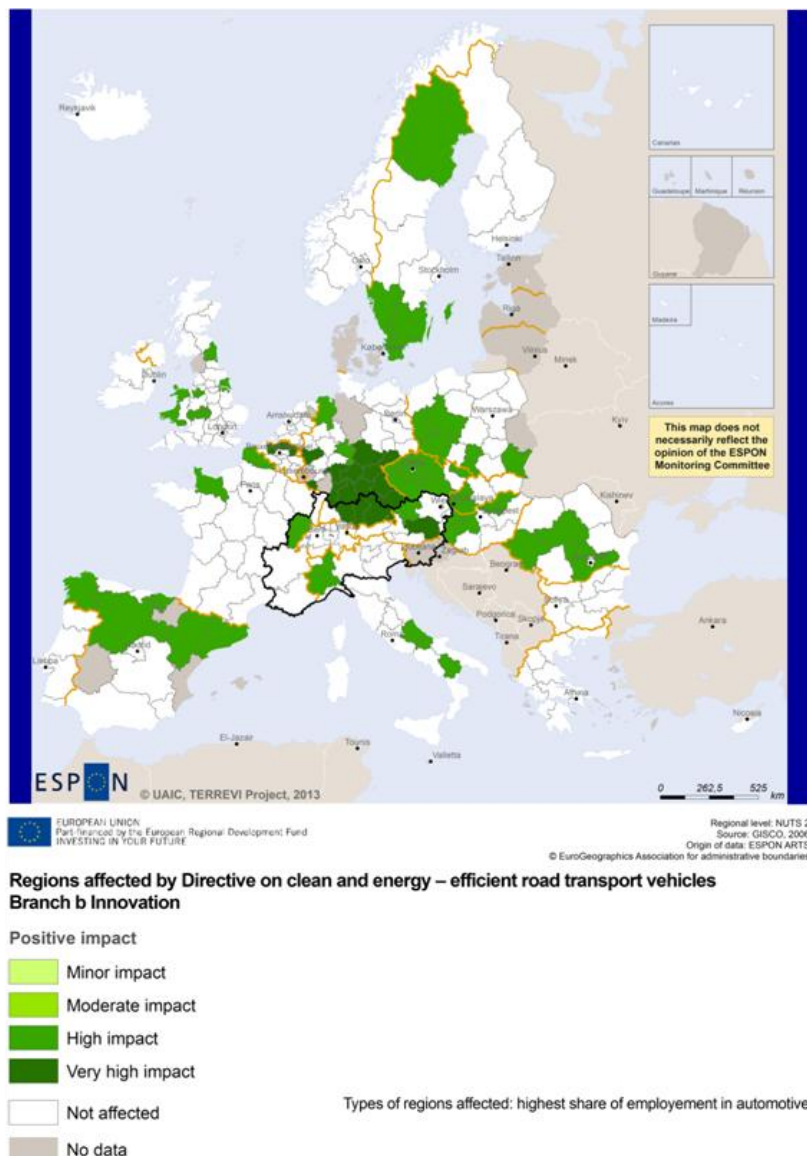 Reykjavik
Canarias
Guadeloupe Martinique Réunion
Guyane
Madeira
Acores
Helsinki
Oslo
Tallinn
Stockholm
Riga
Vilnius
Minsk
Dublin
London
Berlin
Warszawa
Kyiv
This map does not
necessarily reflect the
opinion of the ESPON
Monitoring Committee
Paris
Kishinev
Zagreb
Sarajevo
Podgorica
Skopje
Tirana
Roma
Ankara
Lisboa
Athina
Nicosia
El-Jazair
Tounis
Valletta
ESPON
© UAIC, TERREVI Project, 2013
0 262,5 525
km
EUROPEAN UNION
Part-financed by the European Regional Development Fund
INVESTING IN YOUR FUTURE
Regional level: NUTS 2
Source: GISCO, 2006
Origin of data: ESPON ARTS
© EuroGeographics Association for administrative boundaries
Regions affected by Directive on clean and energy – efficient road transport vehicles
Branch b Innovation
Positive impact
Minor impact
Moderate impact
High impact
Very high impact
Not affected
No data
Types of regions affected: highest share of employement in automotive